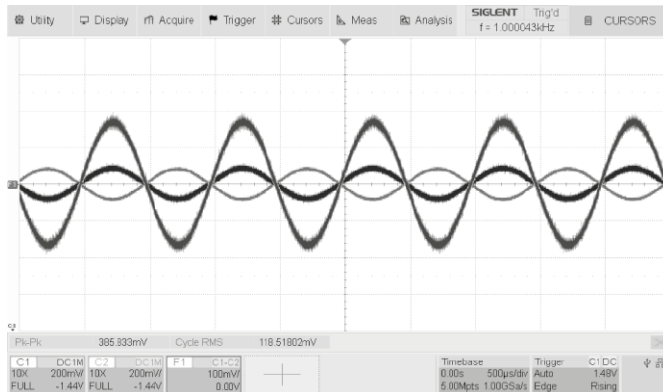 Utility Display Acquire Trigger Cursors Meas Analysis SIGLENT Trig'd CURSORS
f = 1.000043kHz
Pk-Pk 385.833mV Cycle RMS 118.51802mV
C1 DC1M C2 DC1M F1 C1-C2 Timebase Trigger C1 DC
10X 200mV/ 10X 200mV/ 100mV/ 0.00s 500µs/div Auto 1.48V
FULL -1.44V FULL -1.44V 0.00V 5.00Mpts 1.00GSa/s Edge Rising